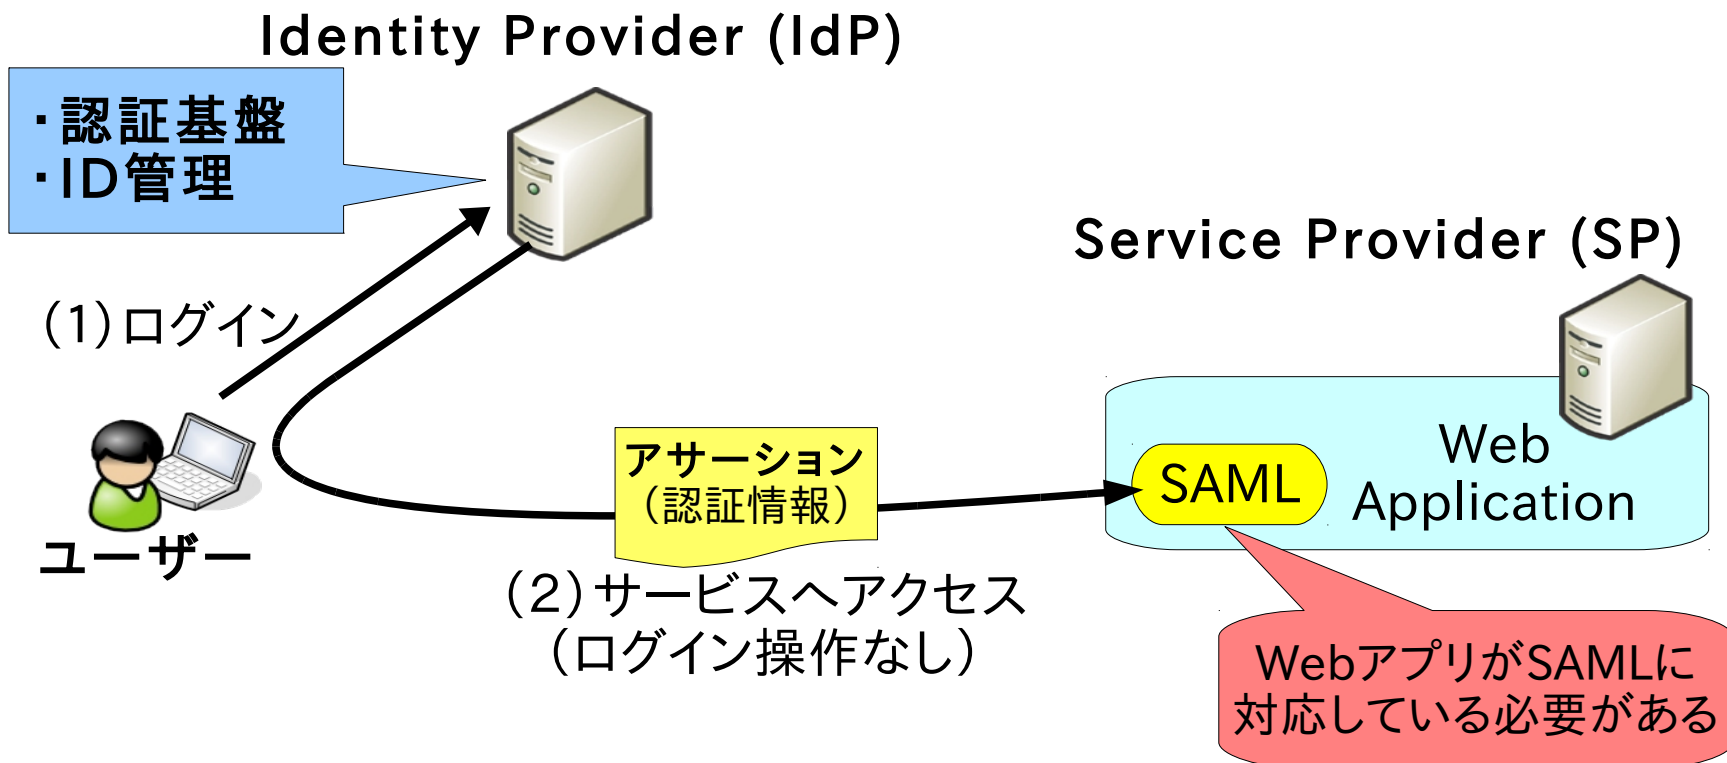 Identity Provider (IdP)
・認証基盤
・ID管理
Service Provider (SP)
(1)ログイン
アサーション
(認証情報)
SAML
Web
Application
ユーザー
(2)サービスへアクセス
(ログイン操作なし)
WebアプリがSAMLに
対応している必要がある